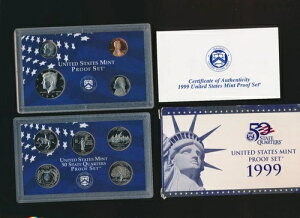 UNITED STATES MINT
PROOF SET
Certificate of Authenticity
1999 United States Mint Proof Set
UNITED STATES MINT
50 STATE QUARTERS
PROOF SET
50
STATE
QUARTERS
UNITED STATES MINT
PROOF SET
1999